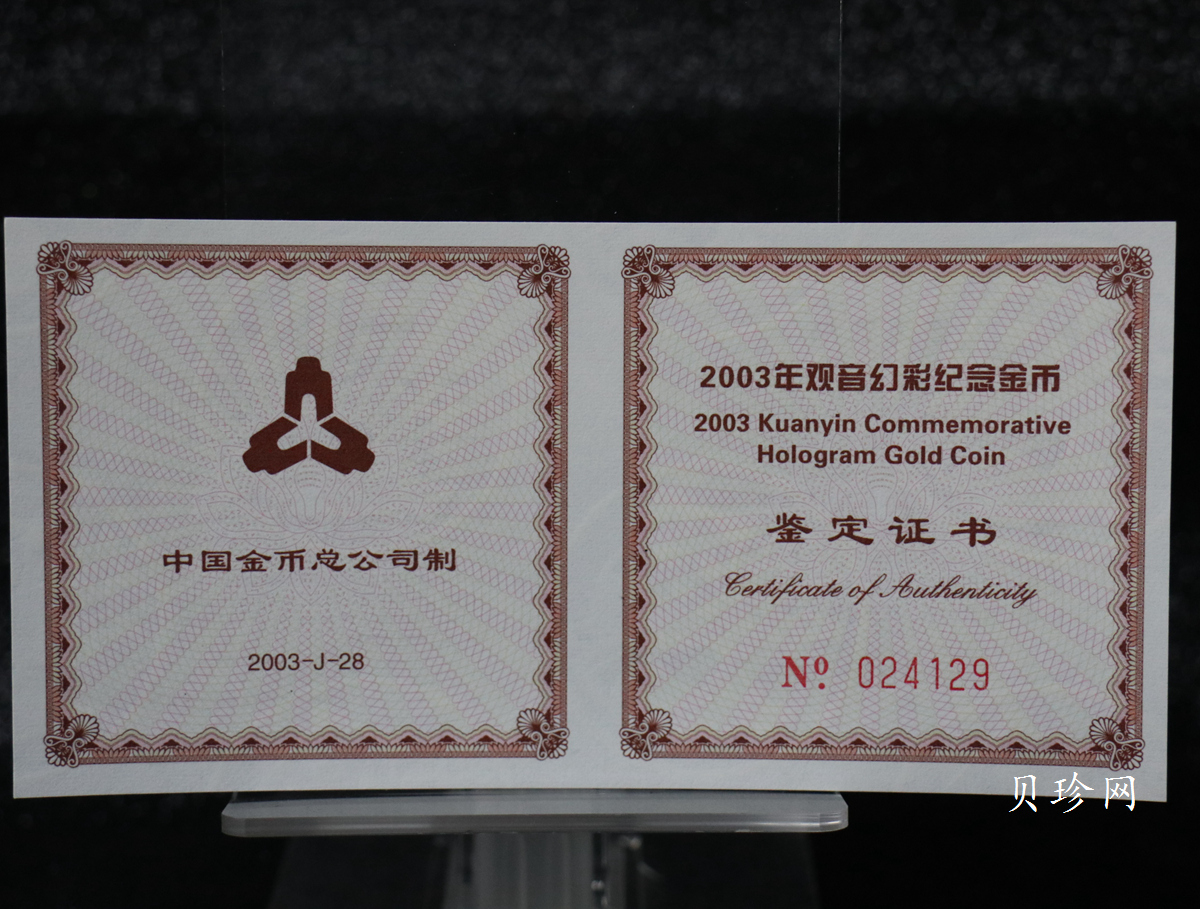 中国金币总公司制
2003-J-28
2003年观音幻彩纪念金币
2003 Kuanyin Commemorative
Hologram Gold Coin
鉴定证书
Certificate of Authenticity
Nº 024129
贝珍网